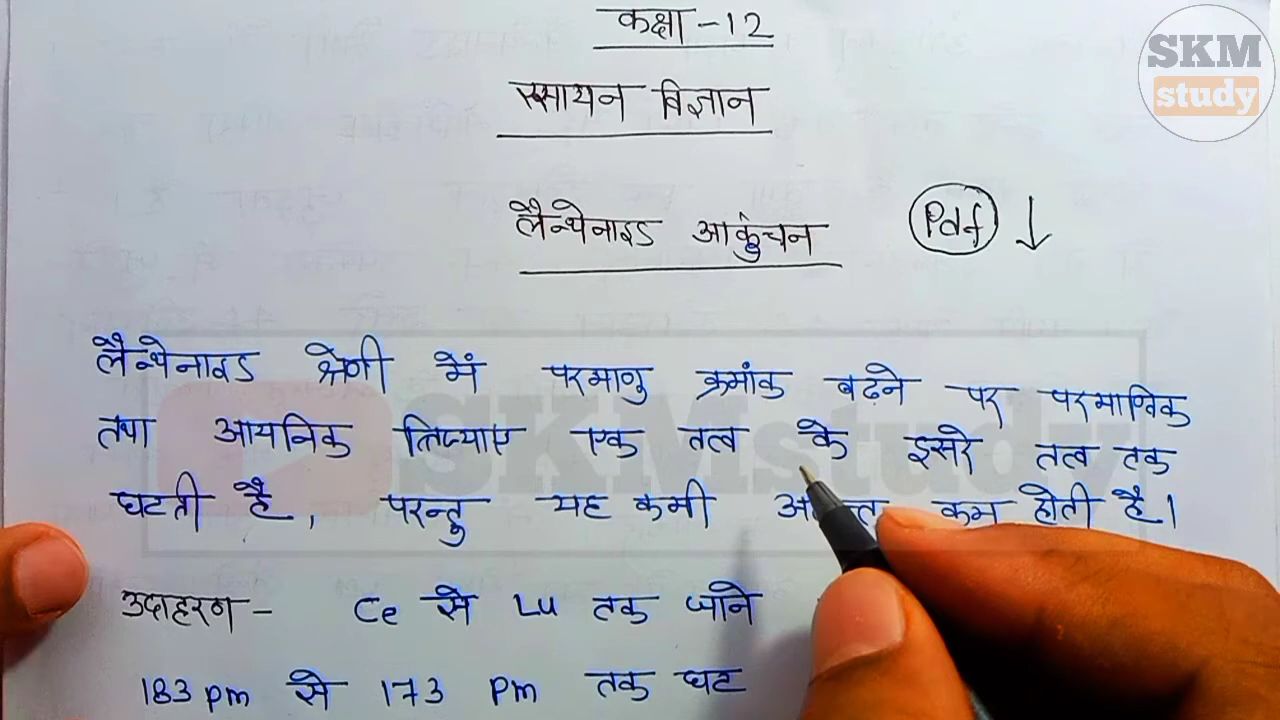 कक्षा - 12
SKM
study
रसायन विज्ञान
लैन्थेनाइड आकुंचन Pdf ↓
लैन्थेनाइड श्रेणी में परमाणु क्रमांक बढ़ने पर परमाण्विक
तथा आयनिक त्रिज्याए एक तत्व के दूसरे तत्व तक
घटती है, परन्तु यह कमी कम होती है।
उदाहरण - Ce से Lu तक जाने
183 pm से 173 pm तक घट
SKMstudy